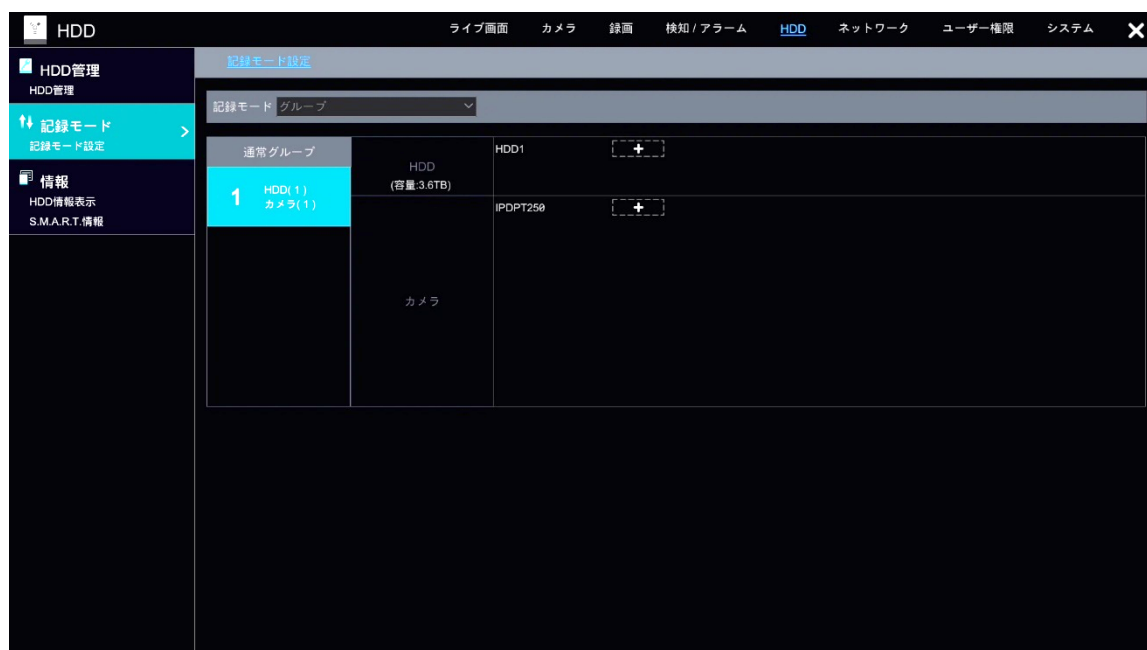 HDD ライブ画面 カメラ 録画 検知 / アラーム HDD ネットワーク ユーザー権限 システム
HDD管理
HDD管理
記録モード
記録モード設定
情報
HDD情報表示
S.M.A.R.T.情報
記録モード設定
記録モード グループ
通常グループ
1 HDD(1)
カメラ(1)
HDD
(容量:3.6TB)
HDD1
カメラ
IPDPT250